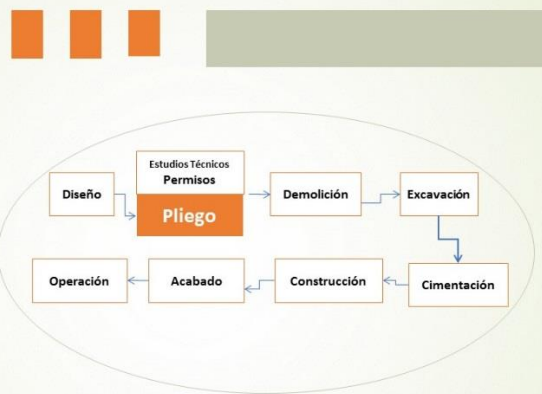 Diseño
Estudios Técnicos
Permisos
Pliego
Demolición
Excavación
Cimentación
Construcción
Acabado
Operación